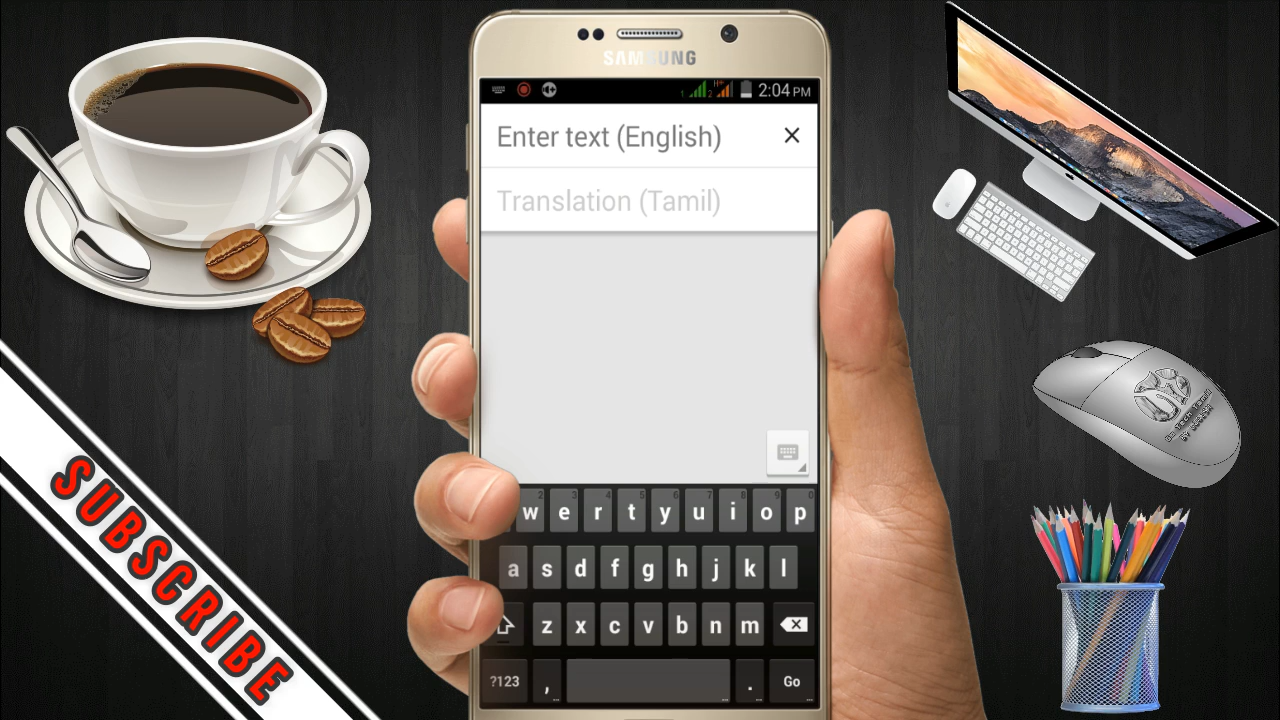 SAMSUNG
2:04 PM
Enter text (English)
Translation (Tamil)
w e r t y u i o p
a s d f g h j k l
z x c v b n m
?123 , . Go
SUBSCRIBE